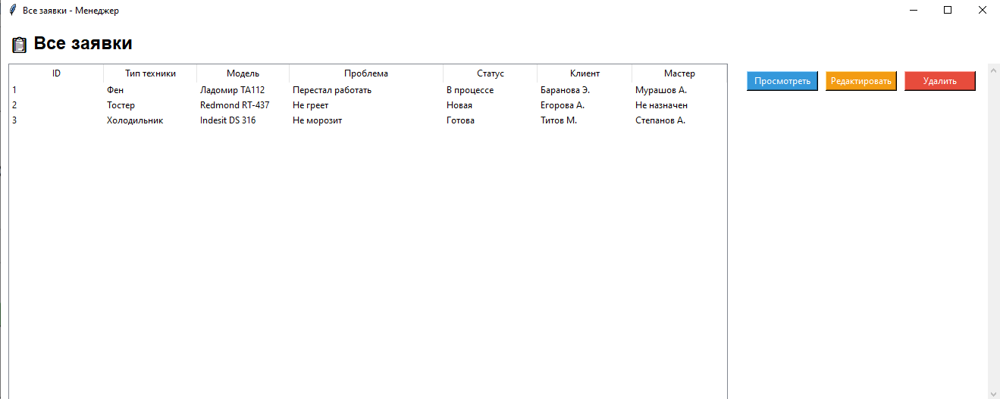 Все заявки - Менеджер
Все заявки
ID Тип техники Модель Проблема Статус Клиент Мастер
Просмотреть Редактировать Удалить
1 Фен Ладомир ТА112 Перестал работать В процессе Баранова Э. Мурашов А.
2 Тостер Redmond RT-437 Не греет Новая Егорова А. Не назначен
3 Холодильник Indesit DS 316 Не морозит Готова Титов М. Степанов А.